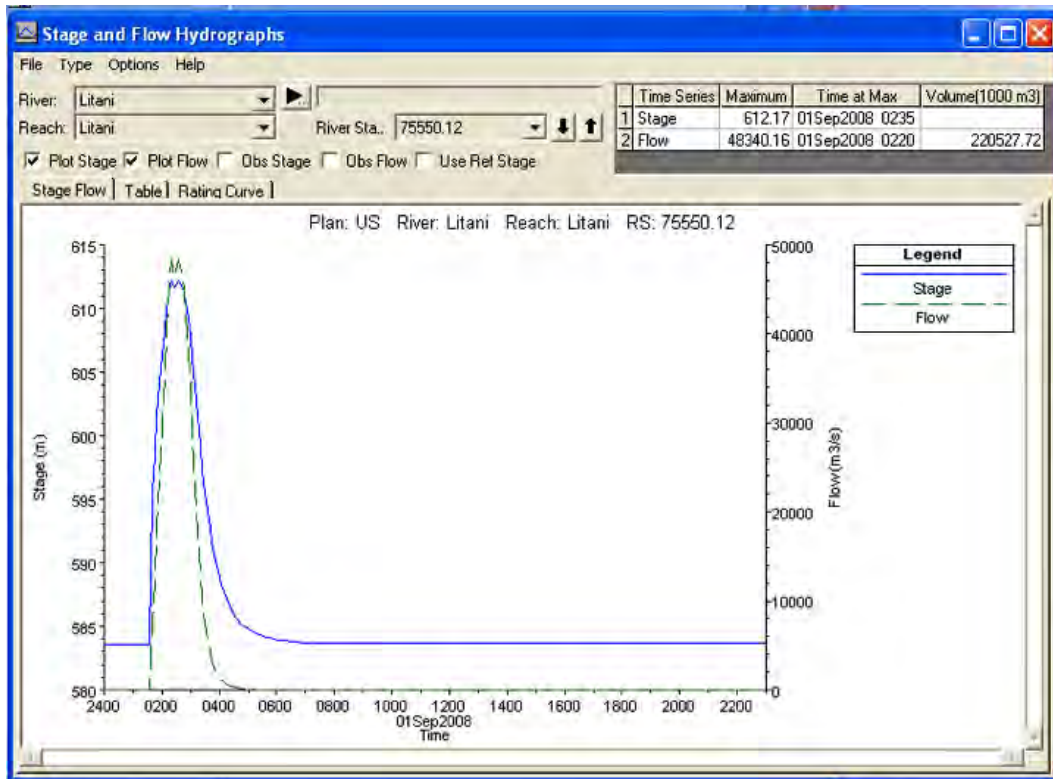 Stage and Flow Hydrographs
File Type Options Help
River: Litani
Reach: Litani River Sta.: 75550.12
Plot Stage Plot Flow Obs Stage Obs Flow Use Ref Stage
Time Series Maximum Time at Max Volume(1000 m3)
1 Stage 612.17 01Sep2008 0235
2 Flow 48340.16 01Sep2008 0220 220527.72
Stage Flow Table Rating Curve
Plan: US River: Litani Reach: Litani RS: 75550.12
615
610
605
600
595
590
585
580
Stage (m)
50000
40000
30000
20000
10000
0
Flow (m3/s)
Legend
Stage
Flow
2400 0200 0400 0600 0800 1000 1200 1400 1600 1800 2000 2200
01Sep2008
Time